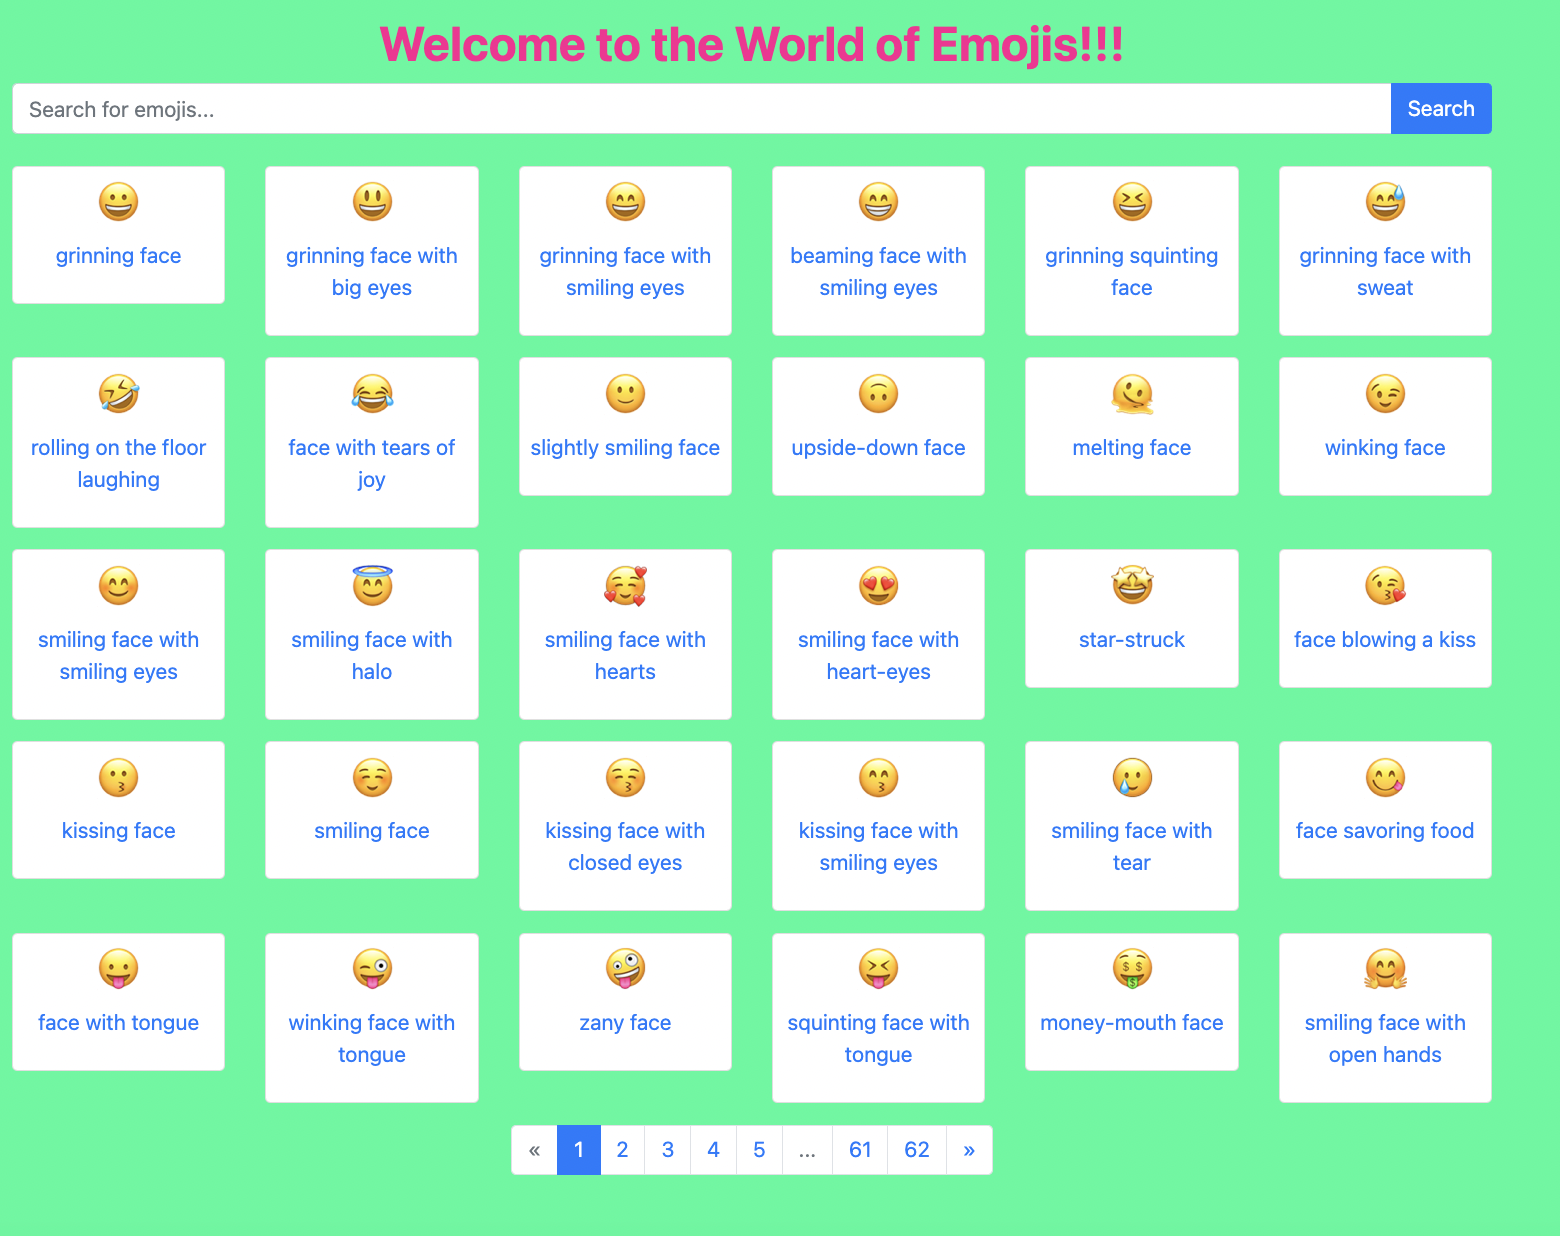 Welcome to the World of Emojis!!!
Search for emojis...
Search
grinning face
grinning face with
big eyes
grinning face with
smiling eyes
beaming face with
smiling eyes
grinning squinting
face
grinning face with
sweat
rolling on the floor
laughing
face with tears of
joy
slightly smiling face
upside-down face
melting face
winking face
smiling face with
smiling eyes
smiling face with
halo
smiling face with
hearts
smiling face with
heart-eyes
star-struck
face blowing a kiss
kissing face
smiling face
kissing face with
closed eyes
kissing face with
smiling eyes
smiling face with
tear
face savoring food
face with tongue
winking face with
tongue
zany face
squinting face with
tongue
money-mouth face
smiling face with
open hands
« 1 2 3 4 5 ... 61 62 »